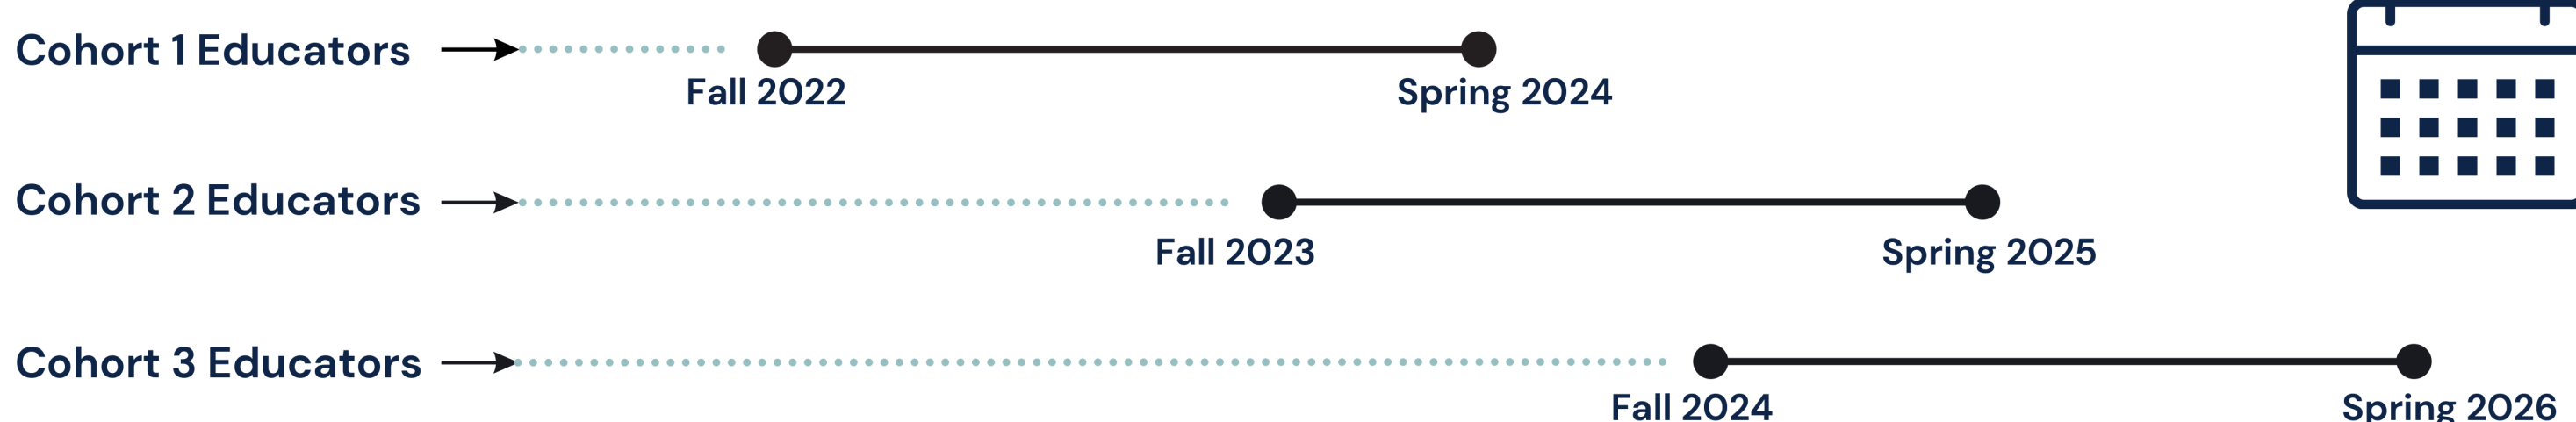 Cohort 1 Educators
Fall 2022
Spring 2024
Cohort 2 Educators
Fall 2023
Spring 2025
Cohort 3 Educators
Fall 2024
Spring 2026